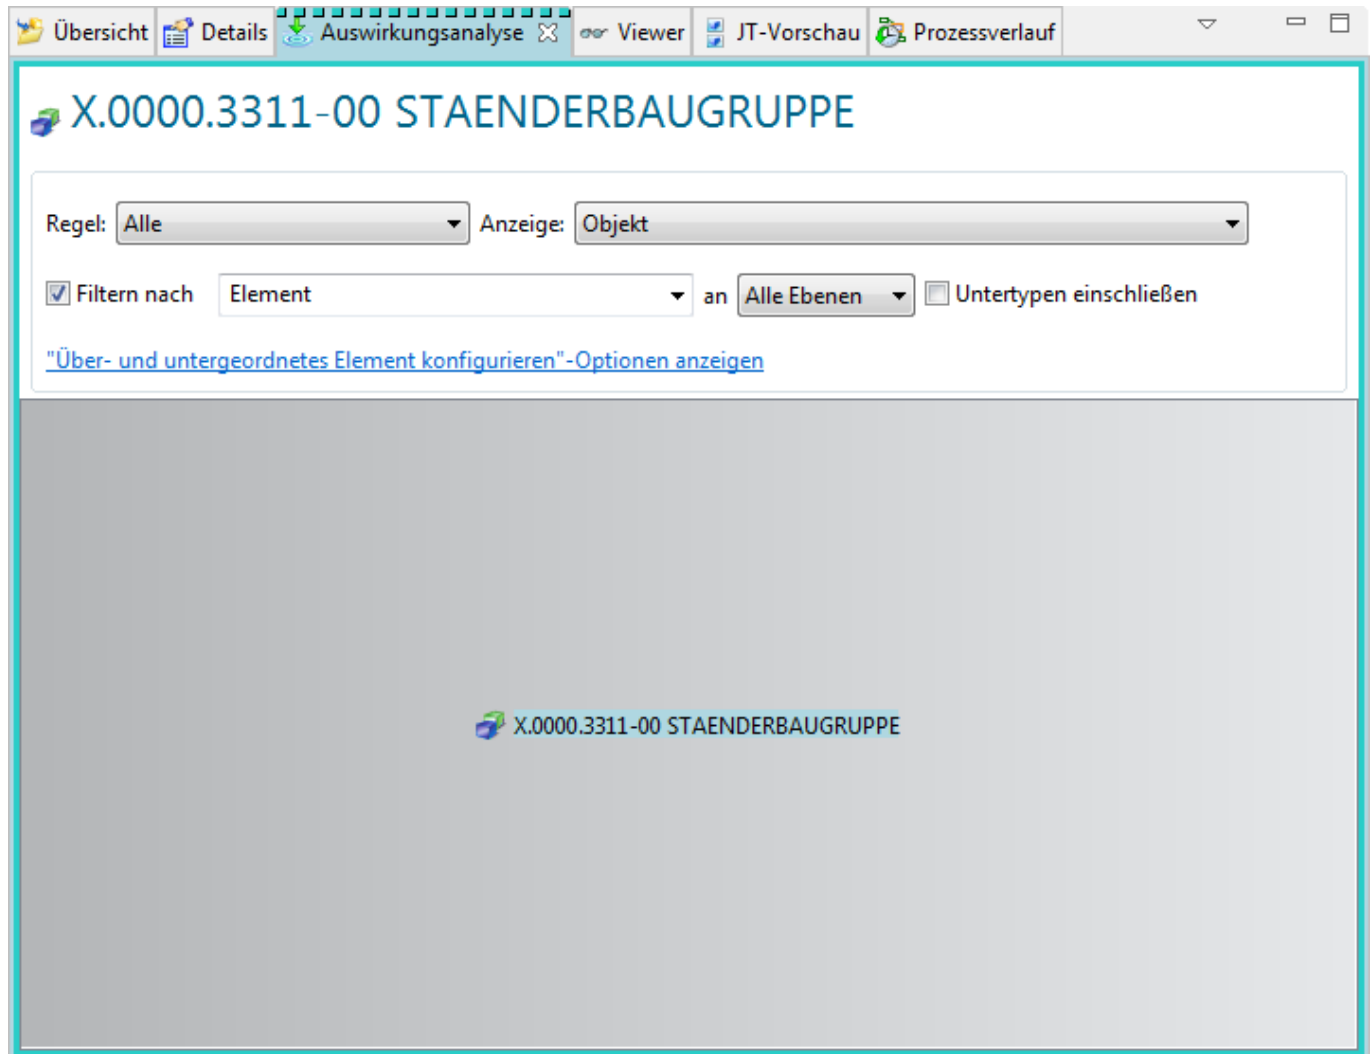 Übersicht Details Auswirkungsanalyse Viewer JT-Vorschau Prozessverlauf
X.0000.3311-00 STAENDERBAUGRUPPE
Regel: Alle Anzeige: Objekt
Filtern nach Element an Alle Ebenen Untertypen einschließen
"Über- und untergeordnetes Element konfigurieren"-Optionen anzeigen
X.0000.3311-00 STAENDERBAUGRUPPE